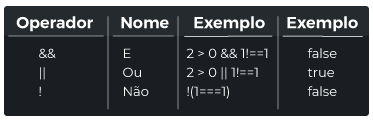 Operador Nome Exemplo Exemplo
&& E 2 > 0 && 1!==1 false
|| Ou 2 > 0 || 1!==1 true
! Não !(1===1) false